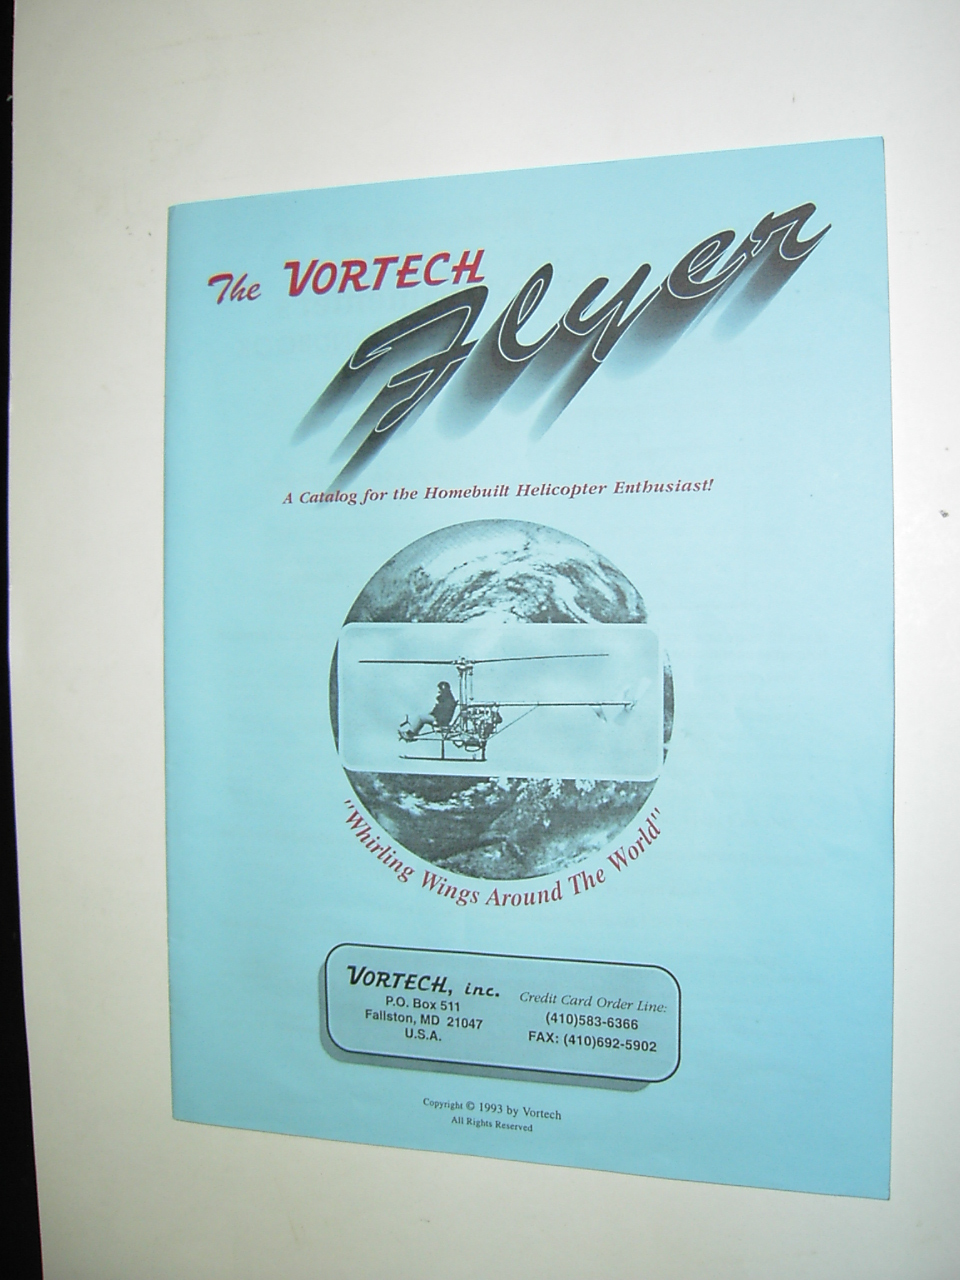 The VORTECH
Flyer
A Catalog for the Homebuilt Helicopter Enthusiast!
"Whirling Wings Around The World"
VORTECH, inc.
P.O. Box 511
Fallston, MD 21047
U.S.A.
Credit Card Order Line:
(410)583-6366
FAX: (410)692-5902
Copyright © 1993 by Vortech
All Rights Reserved